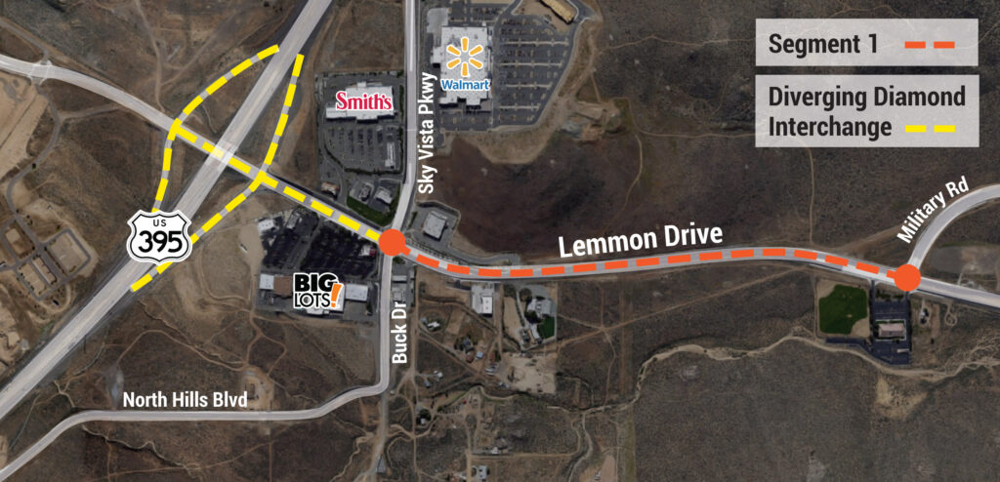 Segment 1
Diverging Diamond
Interchange
Walmart
Smith's
Sky Vista Pkwy
Military Rd
US
395
Lemmon Drive
BIG
LOTS!
Buck Dr
North Hills Blvd